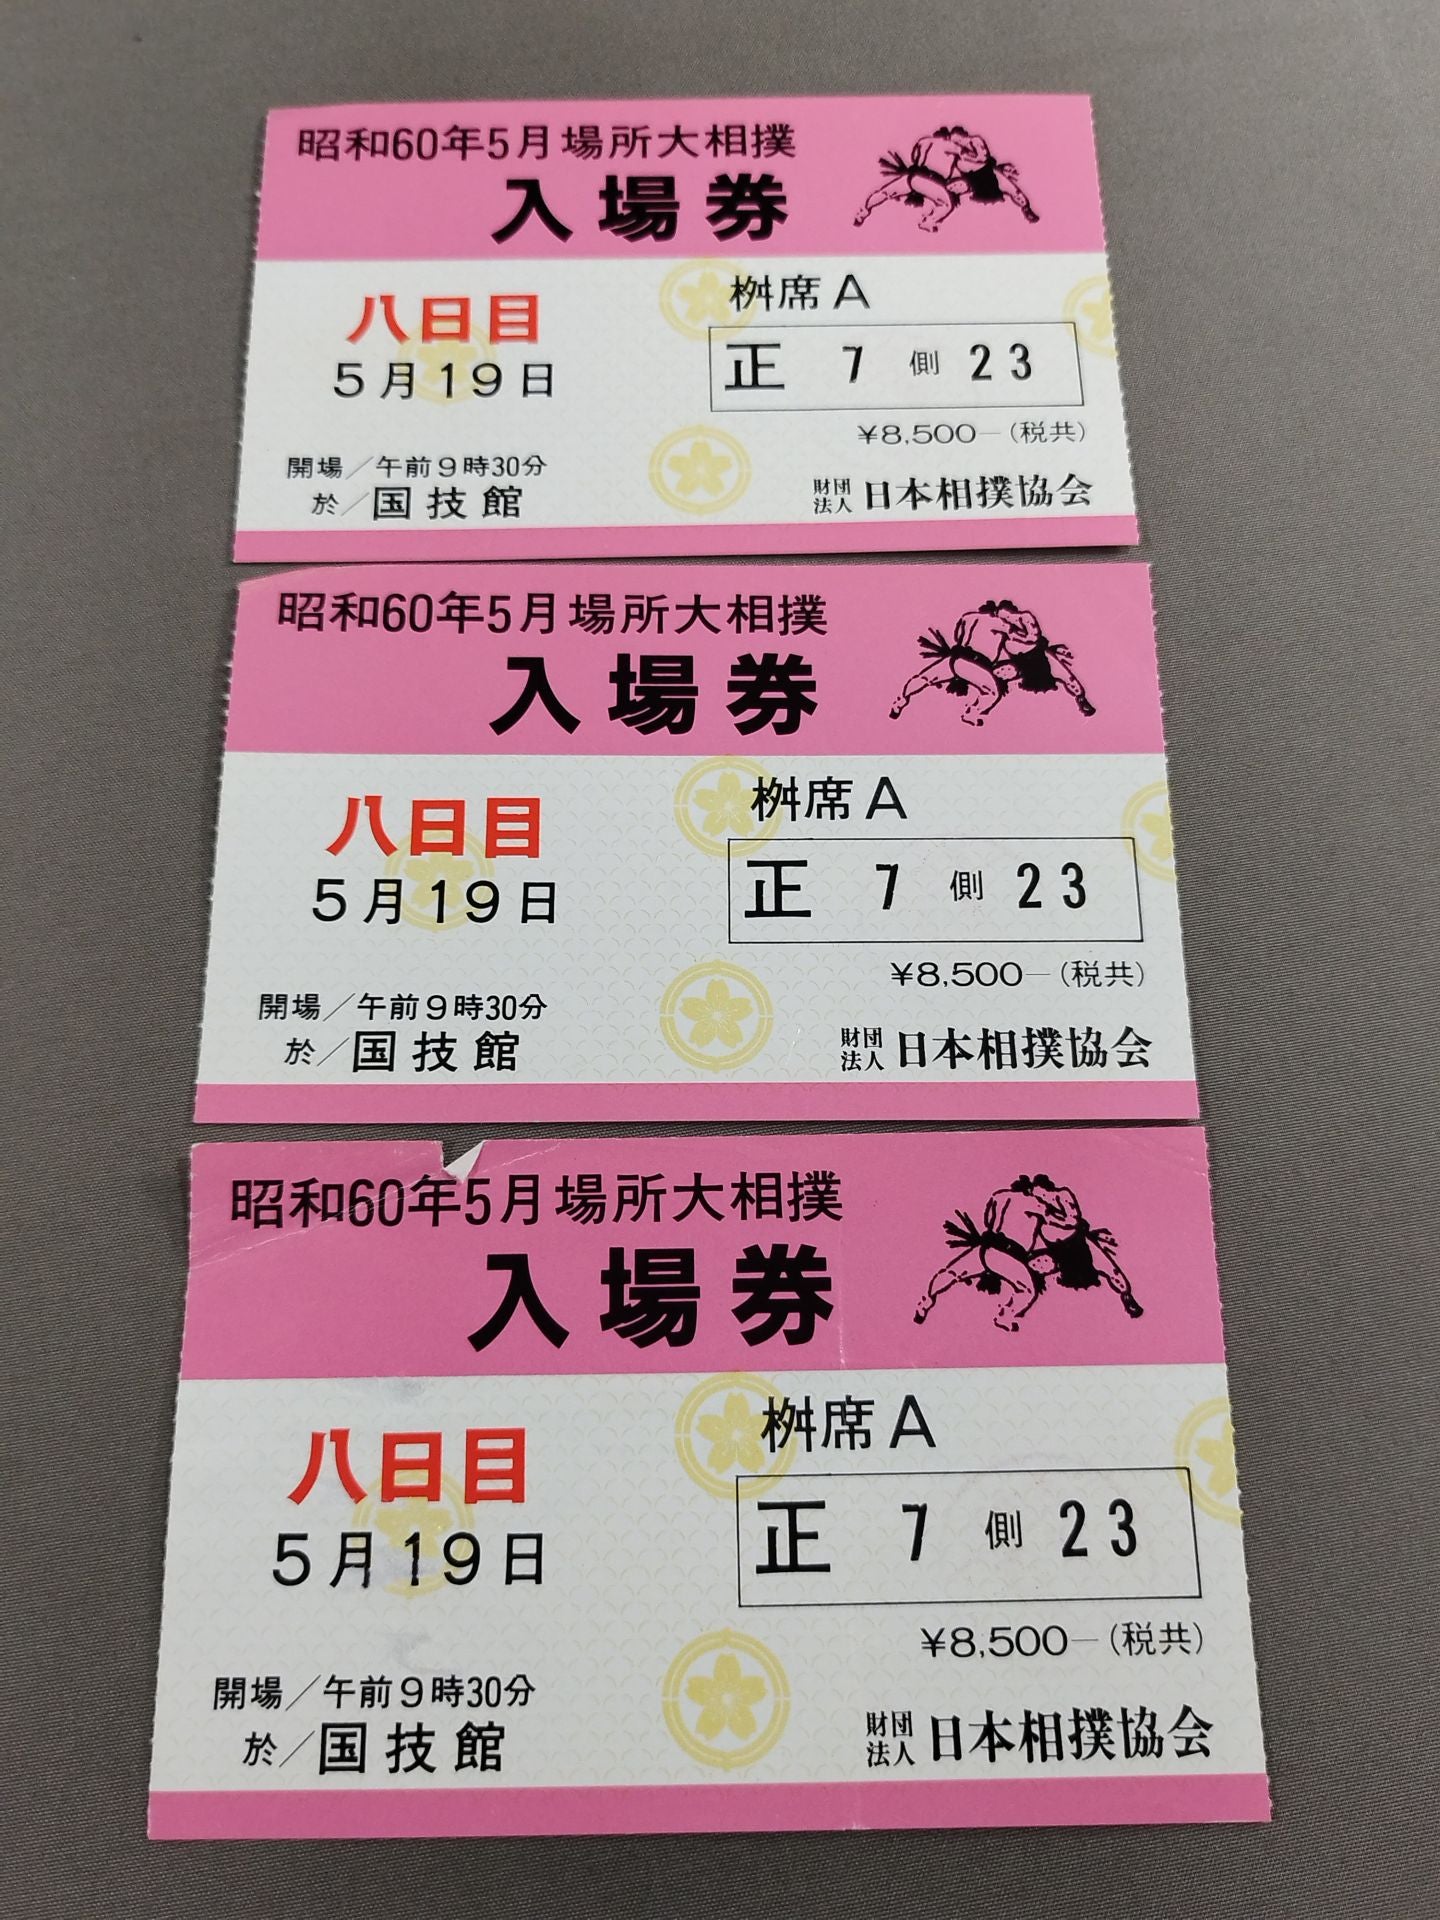 昭和60年5月場所大相撲
入場券
八日目
5月19日
開場/午前9時30分
於/国技館
桝席A
正 7 側 23
¥8,500−(税共)
財団法人 日本相撲協会
昭和60年5月場所大相撲
入場券
八日目
5月19日
開場/午前9時30分
於/国技館
桝席A
正 7 側 23
¥8,500−(税共)
財団法人 日本相撲協会
昭和60年5月場所大相撲
入場券
八日目
5月19日
開場/午前9時30分
於/国技館
桝席A
正 7 側 23
¥8,500−(税共)
財団法人 日本相撲協会